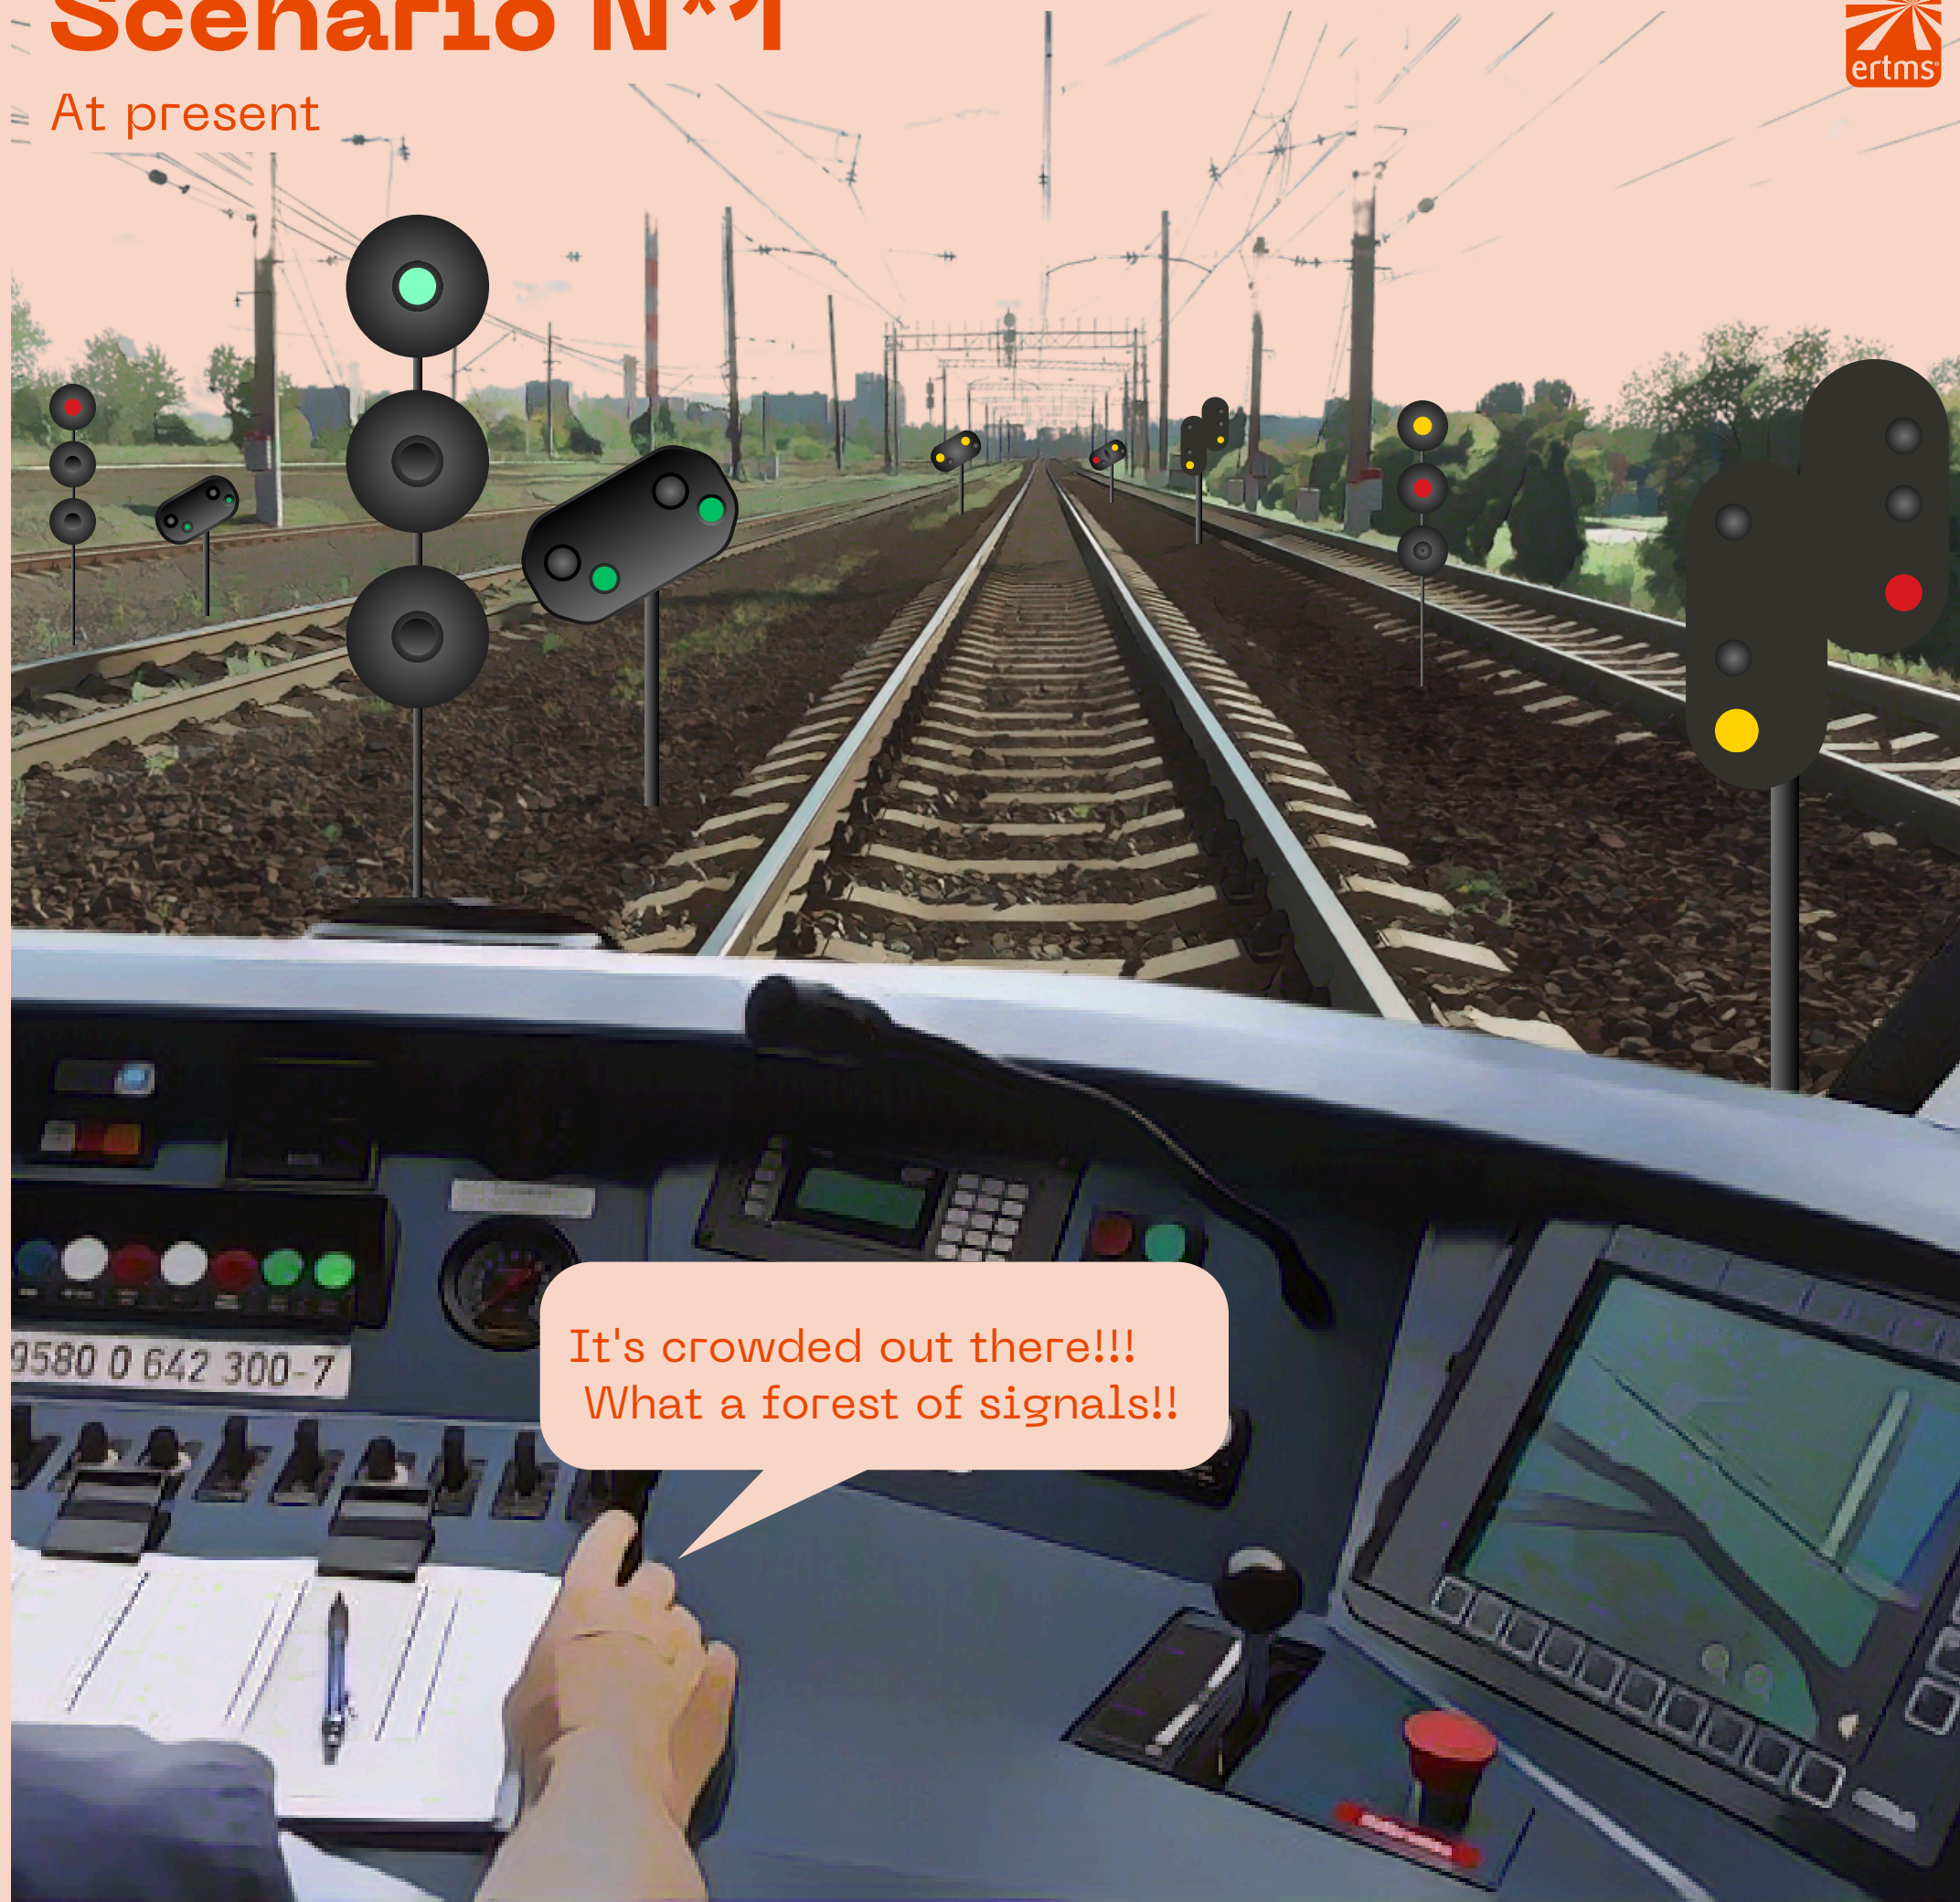 Scenario N°1
At present
ertms
9580 0 642 300-7
It's crowded out there!!!
What a forest of signals!!